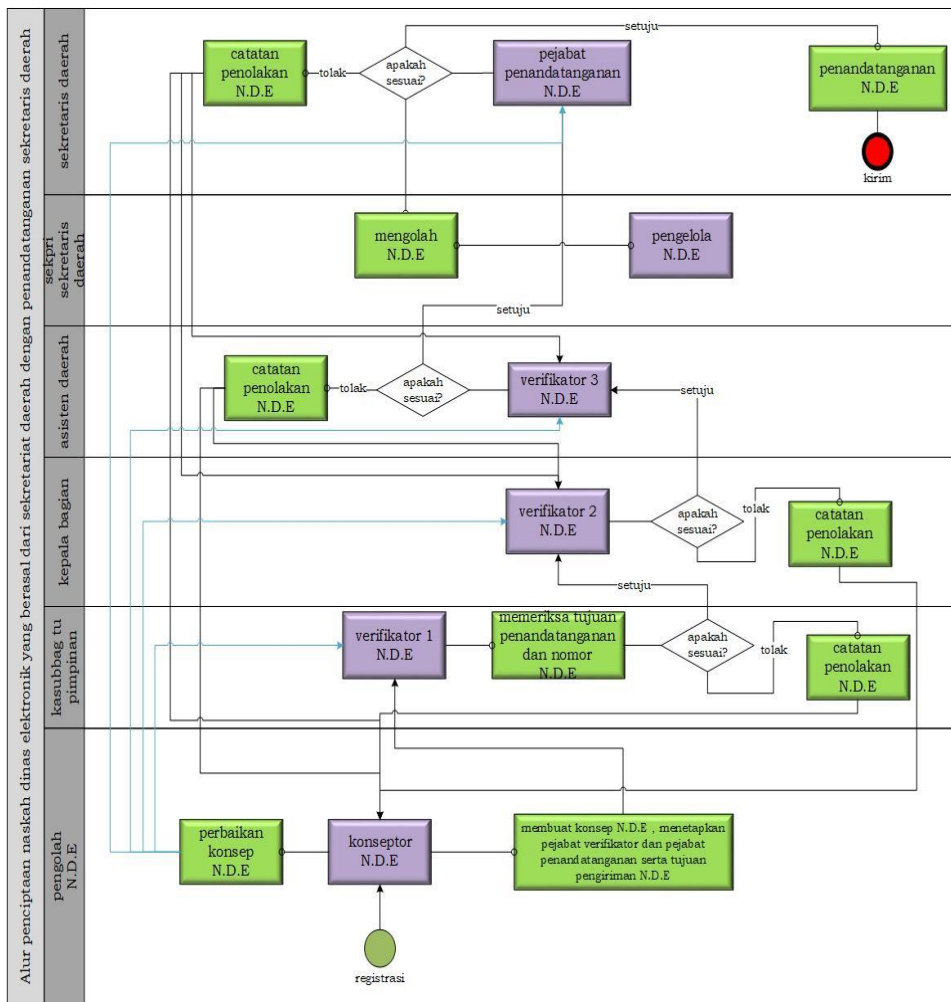 Alur penciptaan naskah dinas elektronik yang berasal dari sekretariat daerah dengan penandatanganan sekretaris daerah
sekretaris daerah
catatan
penolakan
N.D.E
tolak
apakah
sesuai?
setuju
pejabat
penandatanganan
N.D.E
penandatanganan
N.D.E
kirim
sekpri
sekretaris
daerah
mengolah
N.D.E
pengelola
N.D.E
setuju
asisten daerah
catatan
penolakan
N.D.E
tolak
apakah
sesuai?
verifikator 3
N.D.E
setuju
kepala bagian
verifikator 2
N.D.E
apakah
sesuai?
tolak
catatan
penolakan
N.D.E
setuju
kasubbag tu
pimpinan
verifikator 1
N.D.E
memeriksa tujuan
penandatanganan
dan nomor
N.D.E
apakah
sesuai?
tolak
catatan
penolakan
N.D.E
pengolah
N.D.E
perbaikan
konsep
N.D.E
konseptor
N.D.E
membuat konsep N.D.E , menetapkan
pejabat verifikator dan pejabat
penandatanganan serta tujuan
pengiriman N.D.E
registrasi